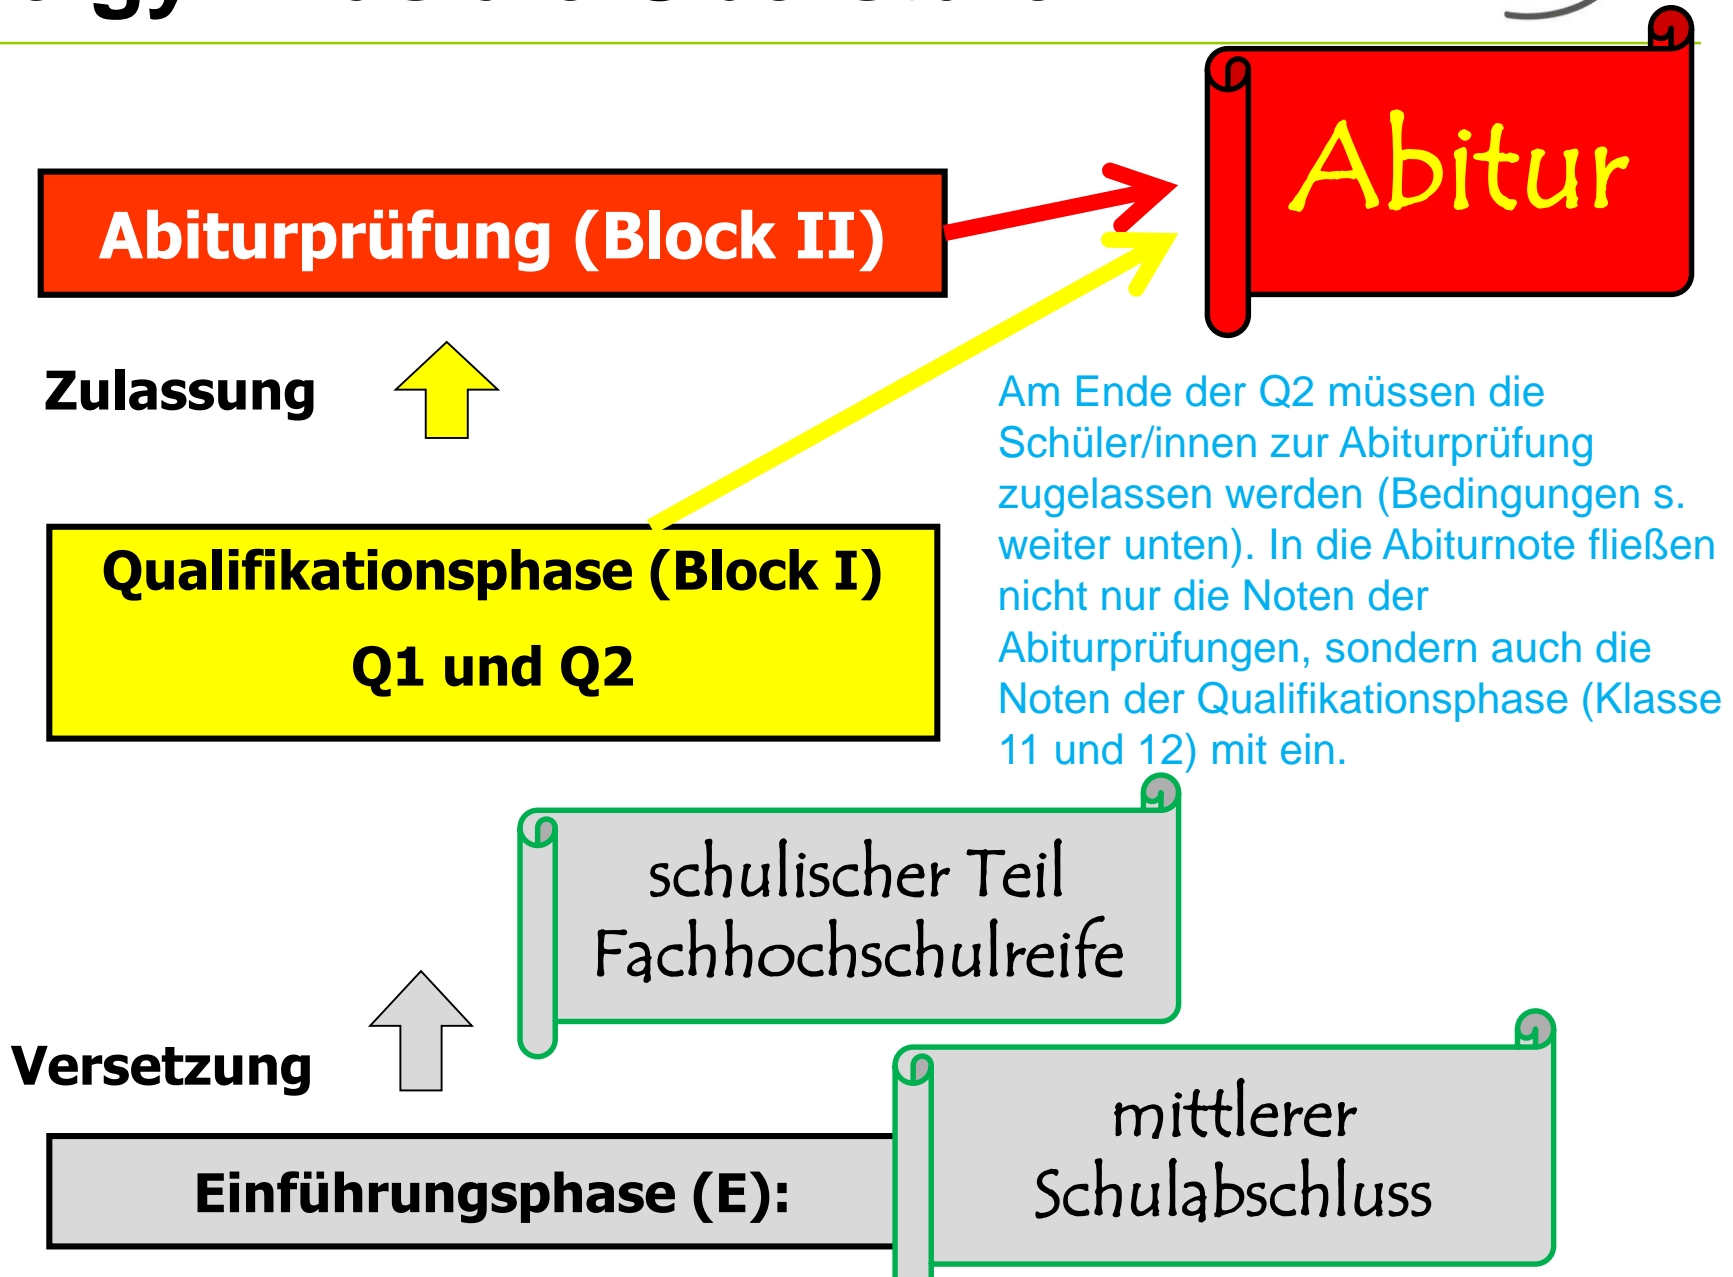 Abitur
Abiturprüfung (Block II)
Zulassung
Am Ende der Q2 müssen die
Schüler/innen zur Abiturprüfung
zugelassen werden (Bedingungen s.
weiter unten). In die Abiturnote fließen
nicht nur die Noten der
Abiturprüfungen, sondern auch die
Noten der Qualifikationsphase (Klasse
11 und 12) mit ein.
Qualifikationsphase (Block I)
Q1 und Q2
schulischer Teil
Fachhochschulreife
Versetzung
mittlerer
Schulabschluss
Einführungsphase (E):